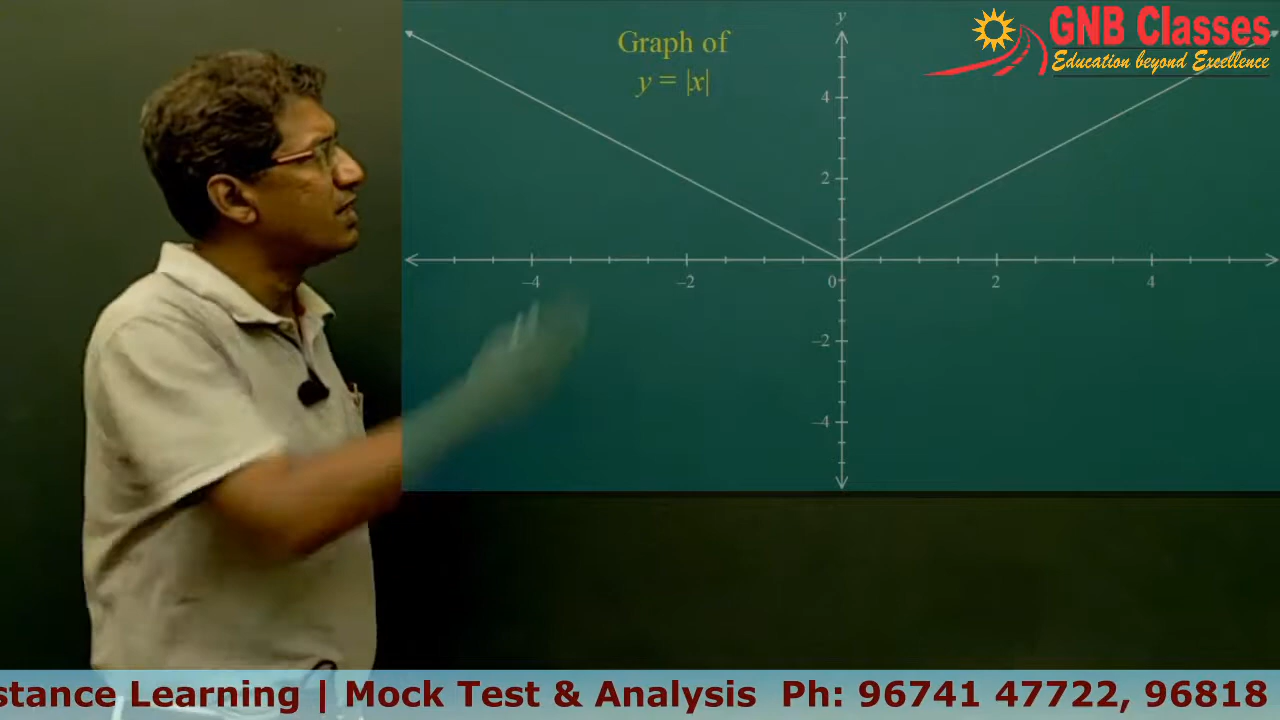 GNB Classes
Education beyond Excellence
Graph of
y = |x|
y
4
2
–4
–2
0
2
4
–2
–4
stance Learning | Mock Test & Analysis  Ph: 96741 47722, 96818